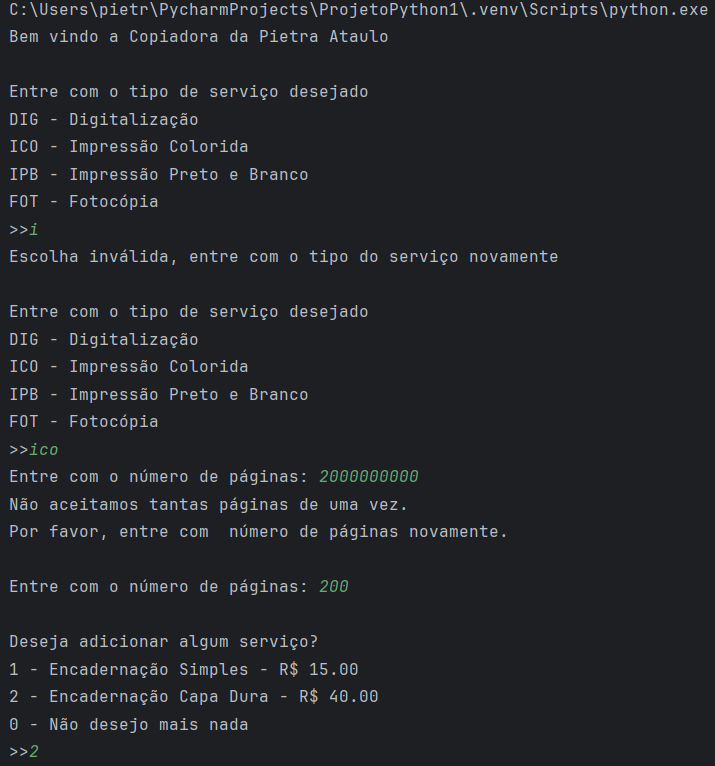 C:\Users\pietr\PycharmProjects\ProjetoPython1\.venv\Scripts\python.exe
Bem vindo a Copiadora da Pietra Ataulo
Entre com o tipo de serviço desejado
DIG - Digitalização
ICO - Impressão Colorida
IPB - Impressão Preto e Branco
FOT - Fotocópia
>>i
Escolha inválida, entre com o tipo do serviço novamente
Entre com o tipo de serviço desejado
DIG - Digitalização
ICO - Impressão Colorida
IPB - Impressão Preto e Branco
FOT - Fotocópia
>>ico
Entre com o número de páginas: 2000000000
Não aceitamos tantas páginas de uma vez.
Por favor, entre com  número de páginas novamente.
Entre com o número de páginas: 200
Deseja adicionar algum serviço?
1 - Encadernação Simples - R$ 15.00
2 - Encadernação Capa Dura - R$ 40.00
0 - Não desejo mais nada
>>2